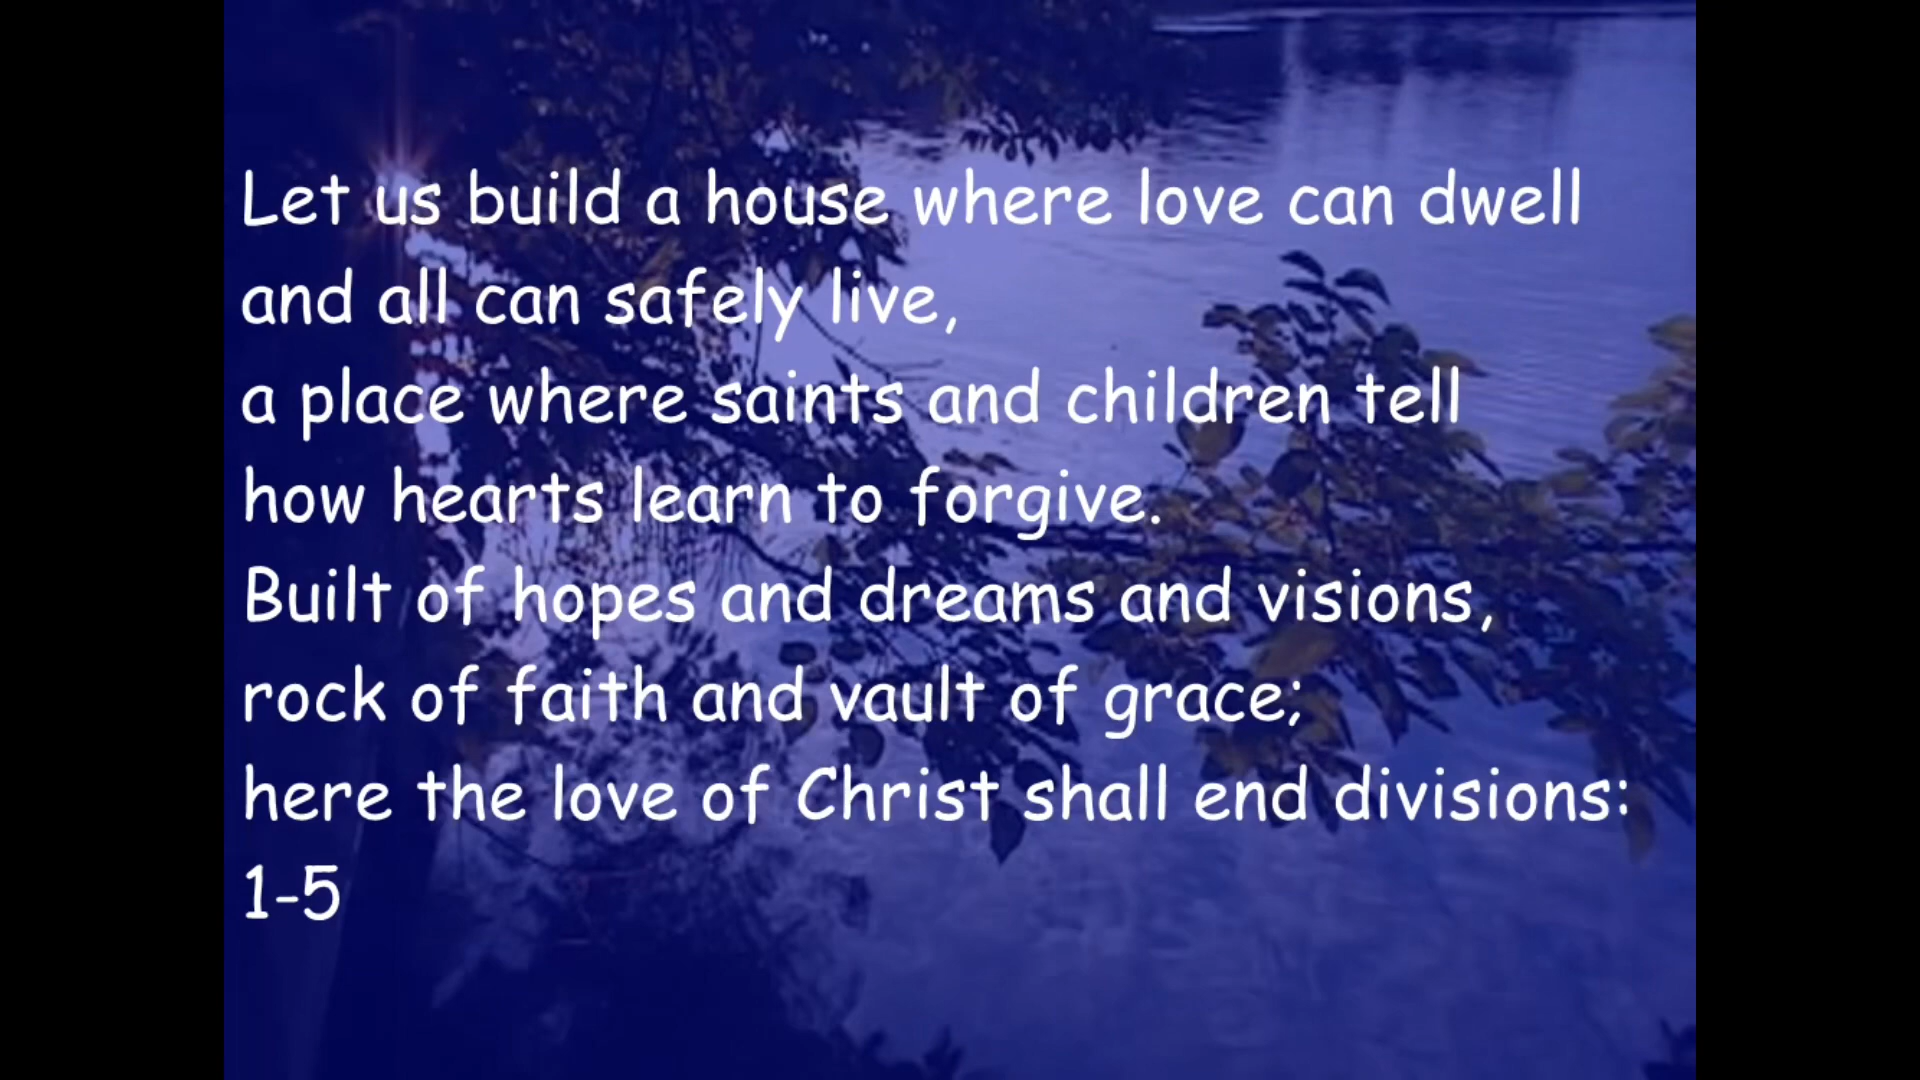 Let us build a house where love can dwell
and all can safely live,
a place where saints and children tell
how hearts learn to forgive.
Built of hopes and dreams and visions,
rock of faith and vault of grace;
here the love of Christ shall end divisions:
1-5